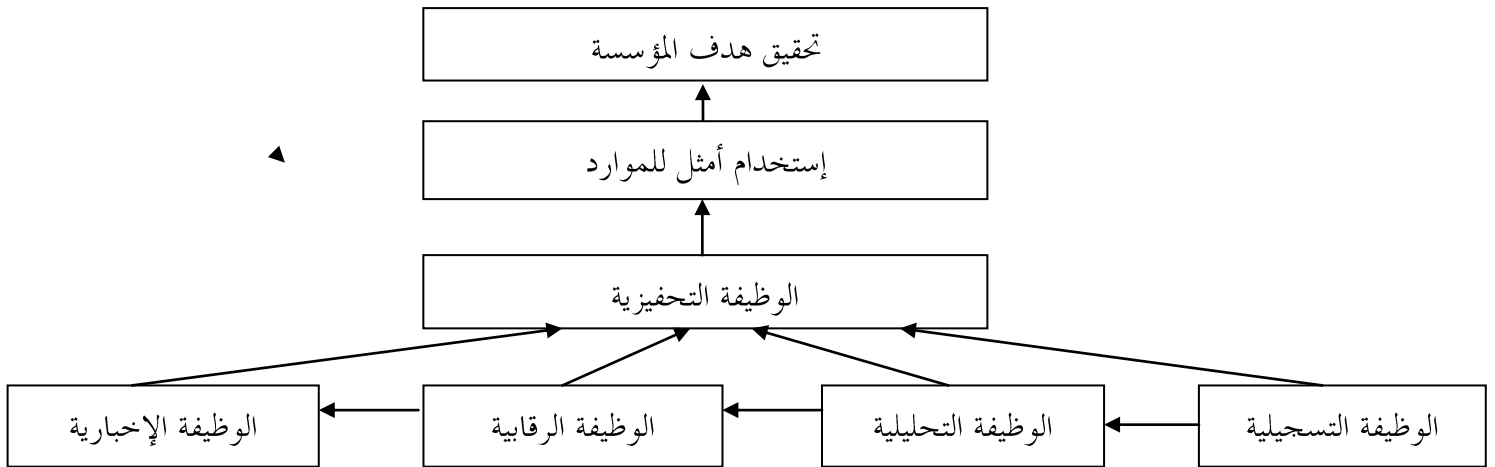 تحقيق هدف المؤسسة
إستخدام أمثل للموارد
الوظيفة التحفيزية
الوظيفة التسجيلية
الوظيفة التحليلية
الوظيفة الرقابية
الوظيفة الإخبارية